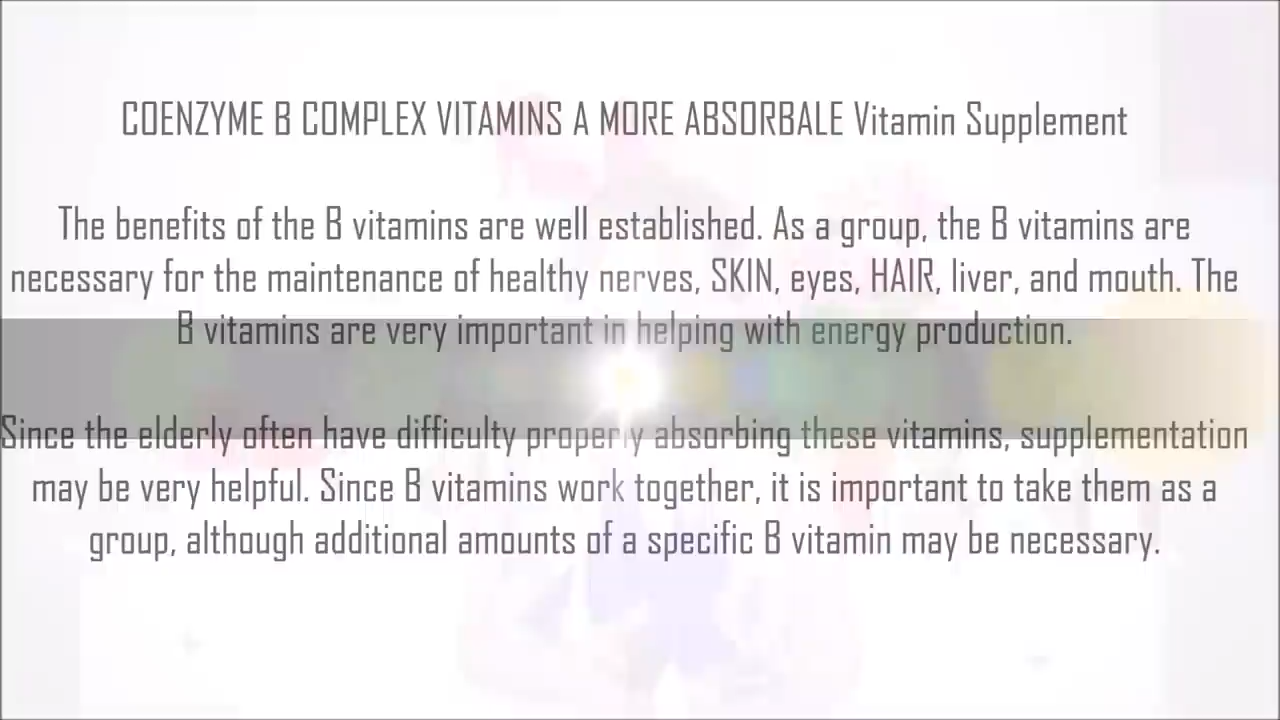 COENZYME B COMPLEX VITAMINS A MORE ABSORBALE Vitamin Supplement
The benefits of the B vitamins are well established. As a group, the B vitamins are
necessary for the maintenance of healthy nerves, SKIN, eyes, HAIR, liver, and mouth. The
B vitamins are very important in helping with energy production.
Since the elderly often have difficulty properly absorbing these vitamins, supplementation
may be very helpful. Since B vitamins work together, it is important to take them as a
group, although additional amounts of a specific B vitamin may be necessary.